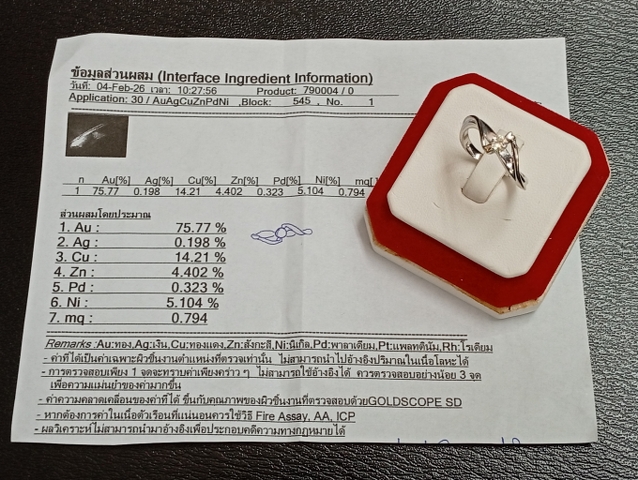 ข้อมูลส่วนผสม (Interface Ingredient Information)
วันที่: 04-Feb-26 เวลา: 10:27:56 Product: 790004 / 0
Application: 30 / AuAgCuZnPdNi ,Block: 545 , No. 1
n Au[%] Ag[%] Cu[%] Zn[%] Pd[%] Ni[%] mq[
1 75.77 0.198 14.21 4.402 0.323 5.104 0.794
ส่วนผสมโดยประมาณ
1. Au : 75.77 %
2. Ag : 0.198 %
3. Cu : 14.21 %
4. Zn : 4.402 %
5. Pd : 0.323 %
6. Ni : 5.104 %
7. mq : 0.794
Remarks :Au:ทอง,Ag:เงิน,Cu:ทองแดง,Zn:สังกะสี,Ni:นิเกิล,Pd:พาลาเดียม,Pt:แพลทตินัม,Rh:โรเดียม
- ค่าที่ได้เป็นค่าเฉพาะผิวชิ้นงานตำแหน่งที่ตรวจเท่านั้น ไม่สามารถนำไปอ้างอิงปริมาณในเนื้อโลหะได้
- การตรวจสอบเพียง 1 จุดจะทราบค่าเพียงคร่าว ๆ ไม่สามารถใช้อ้างอิงได้ ควรตรวจสอบอย่างน้อย 3 จุด
เพื่อความแม่นยำของค่ามากขึ้น
- ค่าความคลาดเคลื่อนของค่าที่ได้ ขึ้นกับคุณภาพของผิวชิ้นงานที่ตรวจสอบด้วยGOLDSCOPE SD
- หากต้องการค่าในเนื้อตัวเรือนที่แน่นอนควรใช้วิธี Fire Assay, AA, ICP
- ผลวิเคราะห์ไม่สามารถนำมาอ้างอิงเพื่อประกอบคดีความทางกฎหมายได้